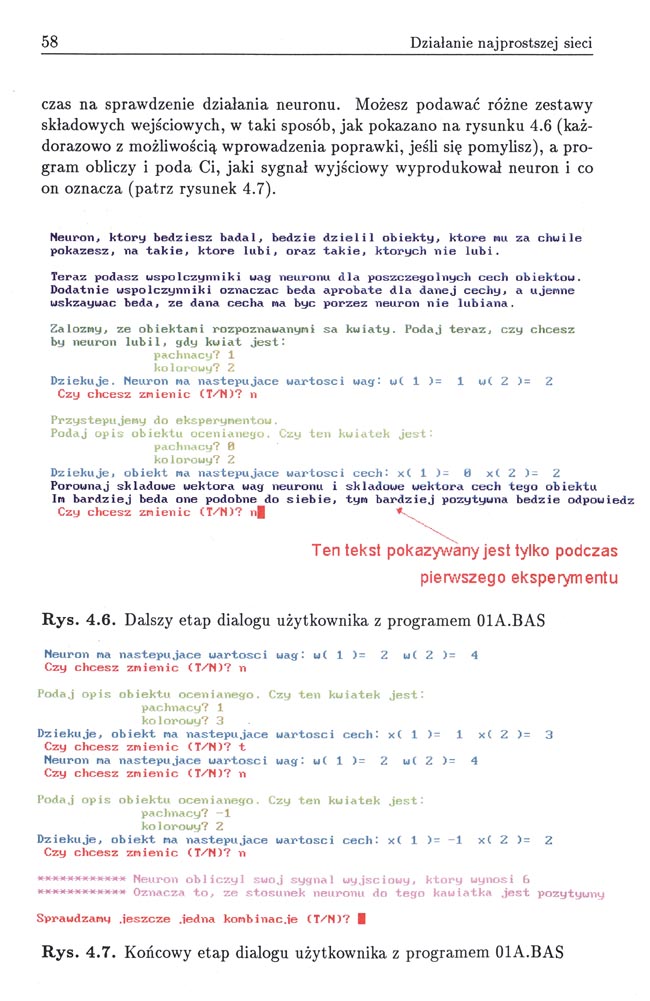 58 Działanie najprostszej sieci
czas na sprawdzenie działania neuronu. Możesz podawać różne zestawy
składowych wejściowych, w taki sposób, jak pokazano na rysunku 4.6 (każ-
dorazowo z możliwością wprowadzenia poprawki, jeśli się pomylisz), a pro-
gram obliczy i poda Ci, jaki sygnał wyjściowy wyprodukował neuron i co
on oznacza (patrz rysunek 4.7).
Neuron, ktory bedziesz badal, bedzie dzielil obiekty, ktore mu za chwile
pokazesz, na takie, ktore lubi, oraz takie, ktorych nie lubi.
Teraz podasz wspolczynniki wag neuronu dla poszczegolnych cech obiektow.
Dodatnie wspolczynniki oznaczac beda aprobate dla danej cechy, a ujemne
wskzaywac beda, ze dana cecha ma byc porzez neuron nie lubiana.
Zalozmy, ze obiektami rozpoznawanymi sa kwiaty. Podaj teraz, czy chcesz
by neuron lubil, gdy kwiat jest:
pachnacy? 1
kolorowy? 2
Dziekuje. Neuron ma nastepujace wartosci wag: w( 1 )= 1 w( 2 )= 2
Czy chcesz zmienic (T/N)? n
Przystepujemy do eksperymentow.
Podaj opis obiektu ocenianego. Czy ten kwiatek jest:
pachnacy? 0
kolorowy? 2
Dziekuje, obiekt ma nastepujace wartosci cech: x( 1 )= 0 x( 2 )= 2
Porownaj skladowe wektora wag neuronu i skladowe wektora cech tego obiektu
Im bardziej beda one podobne do siebie, tym bardziej pozytywna bedzie odpowiedz
Czy chcesz zmienic (T/N)? n
Ten tekst pokazywany jest tylko podczas
pierwszego eksperymentu
Rys. 4.6. Dalszy etap dialogu użytkownika z programem 01A.BAS
Neuron ma nastepujace wartosci wag: w( 1 )= 2 w( 2 )= 4
Czy chcesz zmienic (T/N)? n
Podaj opis obiektu ocenianego. Czy ten kwiatek jest:
pachnacy? 1
kolorowy? 3
Dziekuje, obiekt ma nastepujace wartosci cech: x( 1 )= 1 x( 2 )= 3
Czy chcesz zmienic (T/N)? t
Neuron ma nastepujace wartosci wag: w( 1 )= 2 w( 2 )= 4
Czy chcesz zmienic (T/N)? n
Podaj opis obiektu ocenianego. Czy ten kwiatek jest:
pachnacy? -1
kolorowy? 2
Dziekuje, obiekt ma nastepujace wartosci cech: x( 1 )= -1 x( 2 )= 2
Czy chcesz zmienic (T/N)? n
************ Neuron obliczyl swoj sygnal wyjsciowy, ktory wynosi 6
************ Oznacza to, ze stosunek neuronu do tego kawiatka jest pozytywny
Sprawdzamy jeszcze jedna kombinacje (T/N)?
Rys. 4.7. Końcowy etap dialogu użytkownika z programem 01A.BAS